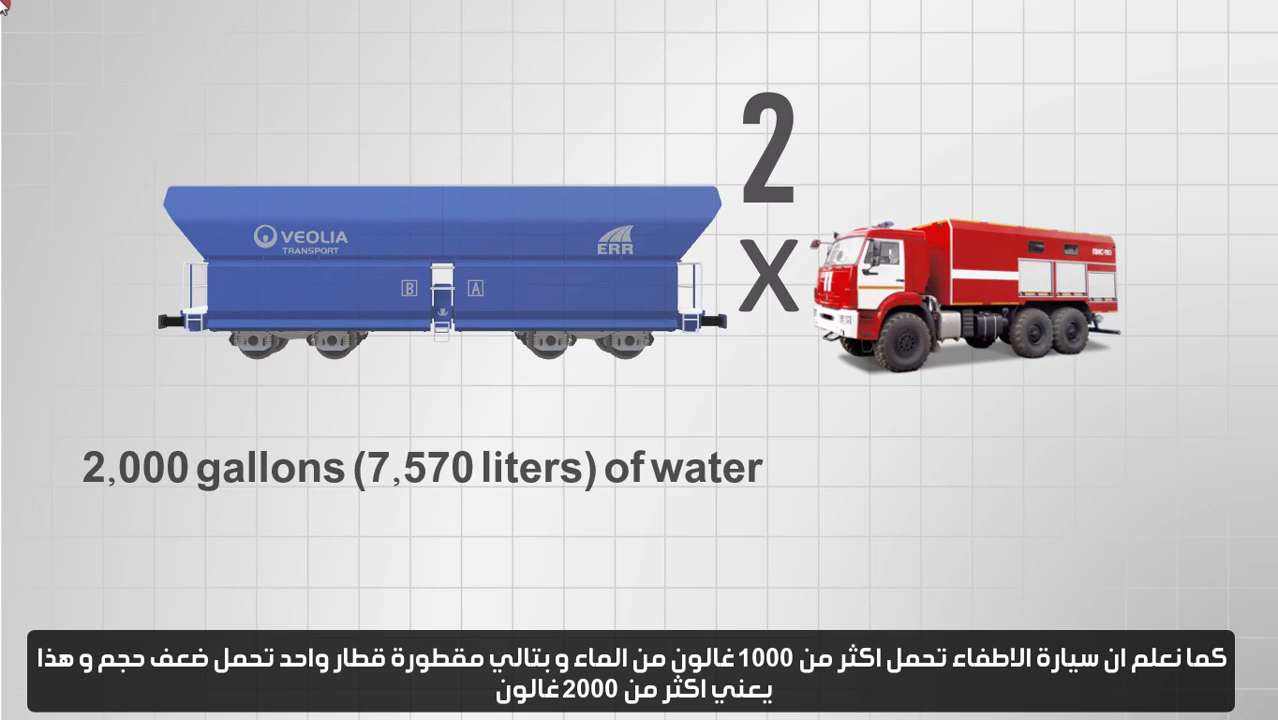 2
X
VEOLIA
TRANSPORT
ERR
B
A
2,000 gallons (7,570 liters) of water
كما نعلم ان سيارة الاطفاء تحمل اكثر من 1000 غالون من الماء و بتالي مقطورة قطار واحد تحمل ضعف حجم و هذا
يعني اكثر من 2000 غالون